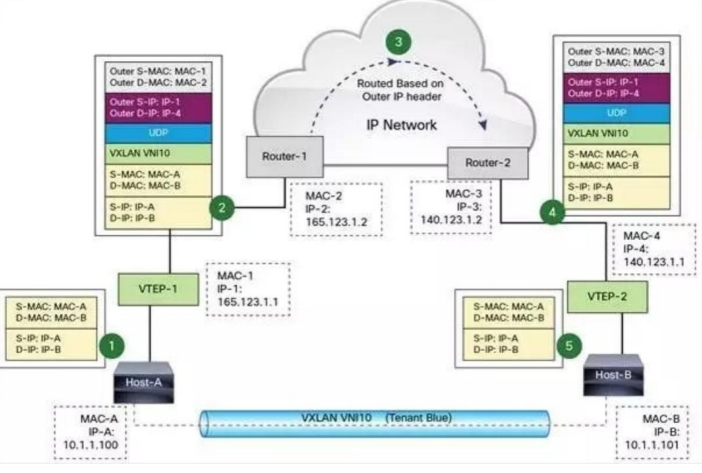 3
Routed Based on
Outer IP header
IP Network
Outer S-MAC: MAC-1
Outer D-MAC: MAC-2
Outer S-IP: IP-1
Outer D-IP: IP-4
UDP
VXLAN VNI10
S-MAC: MAC-A
D-MAC: MAC-B
S-IP: IP-A
D-IP: IP-B
2
Router-1
MAC-2
IP-2:
165.123.1.2
Router-2
MAC-3
IP-3:
140.123.1.2
Outer S-MAC: MAC-3
Outer D-MAC: MAC-4
Outer S-IP: IP-1
Outer D-IP: IP-4
UDP
VXLAN VNI10
S-MAC: MAC-A
D-MAC: MAC-B
S-IP: IP-A
D-IP: IP-B
4
MAC-4
IP-4:
140.123.1.1
VTEP-1
MAC-1
IP-1:
165.123.1.1
VTEP-2
S-MAC: MAC-A
D-MAC: MAC-B
S-IP: IP-A
D-IP: IP-B
1
Host-A
S-MAC: MAC-A
D-MAC: MAC-B
S-IP: IP-A
D-IP: IP-B
5
Host-B
MAC-A
IP-A:
10.1.1.100
VXLAN VNI10 (Tenant Blue)
MAC-B
IP-B:
10.1.1.101